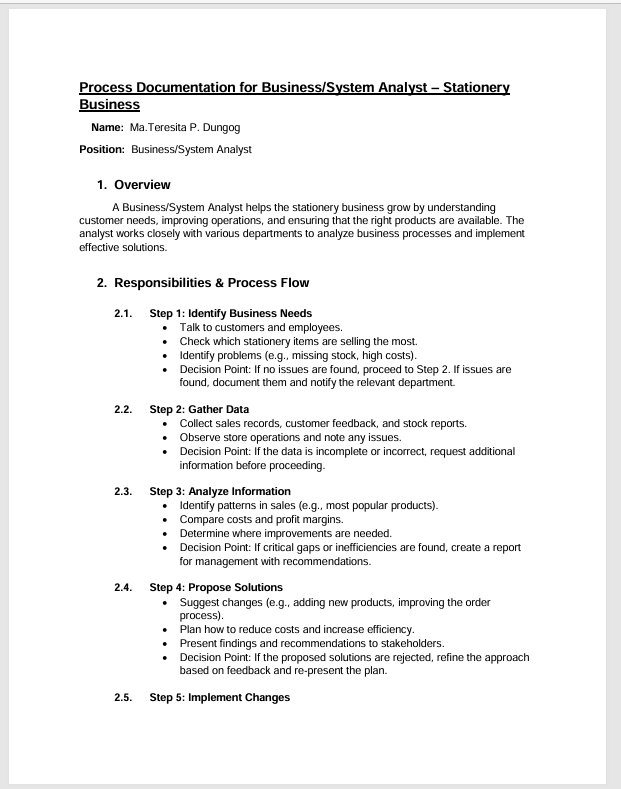 Process Documentation for Business/System Analyst – Stationery
Business
Name: Ma.Teresita P. Dungog
Position: Business/System Analyst
1. Overview
A Business/System Analyst helps the stationery business grow by understanding
customer needs, improving operations, and ensuring that the right products are available. The
analyst works closely with various departments to analyze business processes and implement
effective solutions.
2. Responsibilities & Process Flow
2.1. Step 1: Identify Business Needs
• Talk to customers and employees.
• Check which stationery items are selling the most.
• Identify problems (e.g., missing stock, high costs).
• Decision Point: If no issues are found, proceed to Step 2. If issues are
found, document them and notify the relevant department.
2.2. Step 2: Gather Data
• Collect sales records, customer feedback, and stock reports.
• Observe store operations and note any issues.
• Decision Point: If the data is incomplete or incorrect, request additional
information before proceeding.
2.3. Step 3: Analyze Information
• Identify patterns in sales (e.g., most popular products).
• Compare costs and profit margins.
• Determine where improvements are needed.
• Decision Point: If critical gaps or inefficiencies are found, create a report
for management with recommendations.
2.4. Step 4: Propose Solutions
• Suggest changes (e.g., adding new products, improving the order
process).
• Plan how to reduce costs and increase efficiency.
• Present findings and recommendations to stakeholders.
• Decision Point: If the proposed solutions are rejected, refine the approach
based on feedback and re-present the plan.
2.5. Step 5: Implement Changes